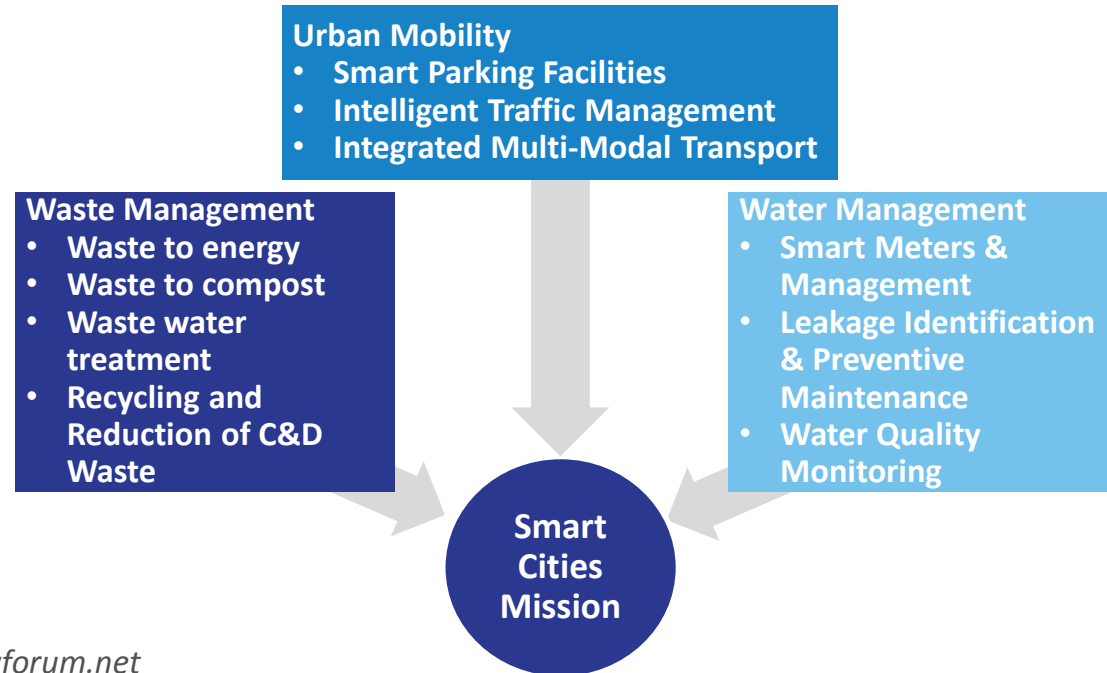 Urban Mobility
• Smart Parking Facilities
• Intelligent Traffic Management
• Integrated Multi-Modal Transport
Waste Management
• Waste to energy
• Waste to compost
• Waste water
treatment
• Recycling and
Reduction of C&D
Waste
Water Management
• Smart Meters &
Management
• Leakage Identification
& Preventive
Maintenance
• Water Quality
Monitoring
Smart
Cities
Mission
forum.net